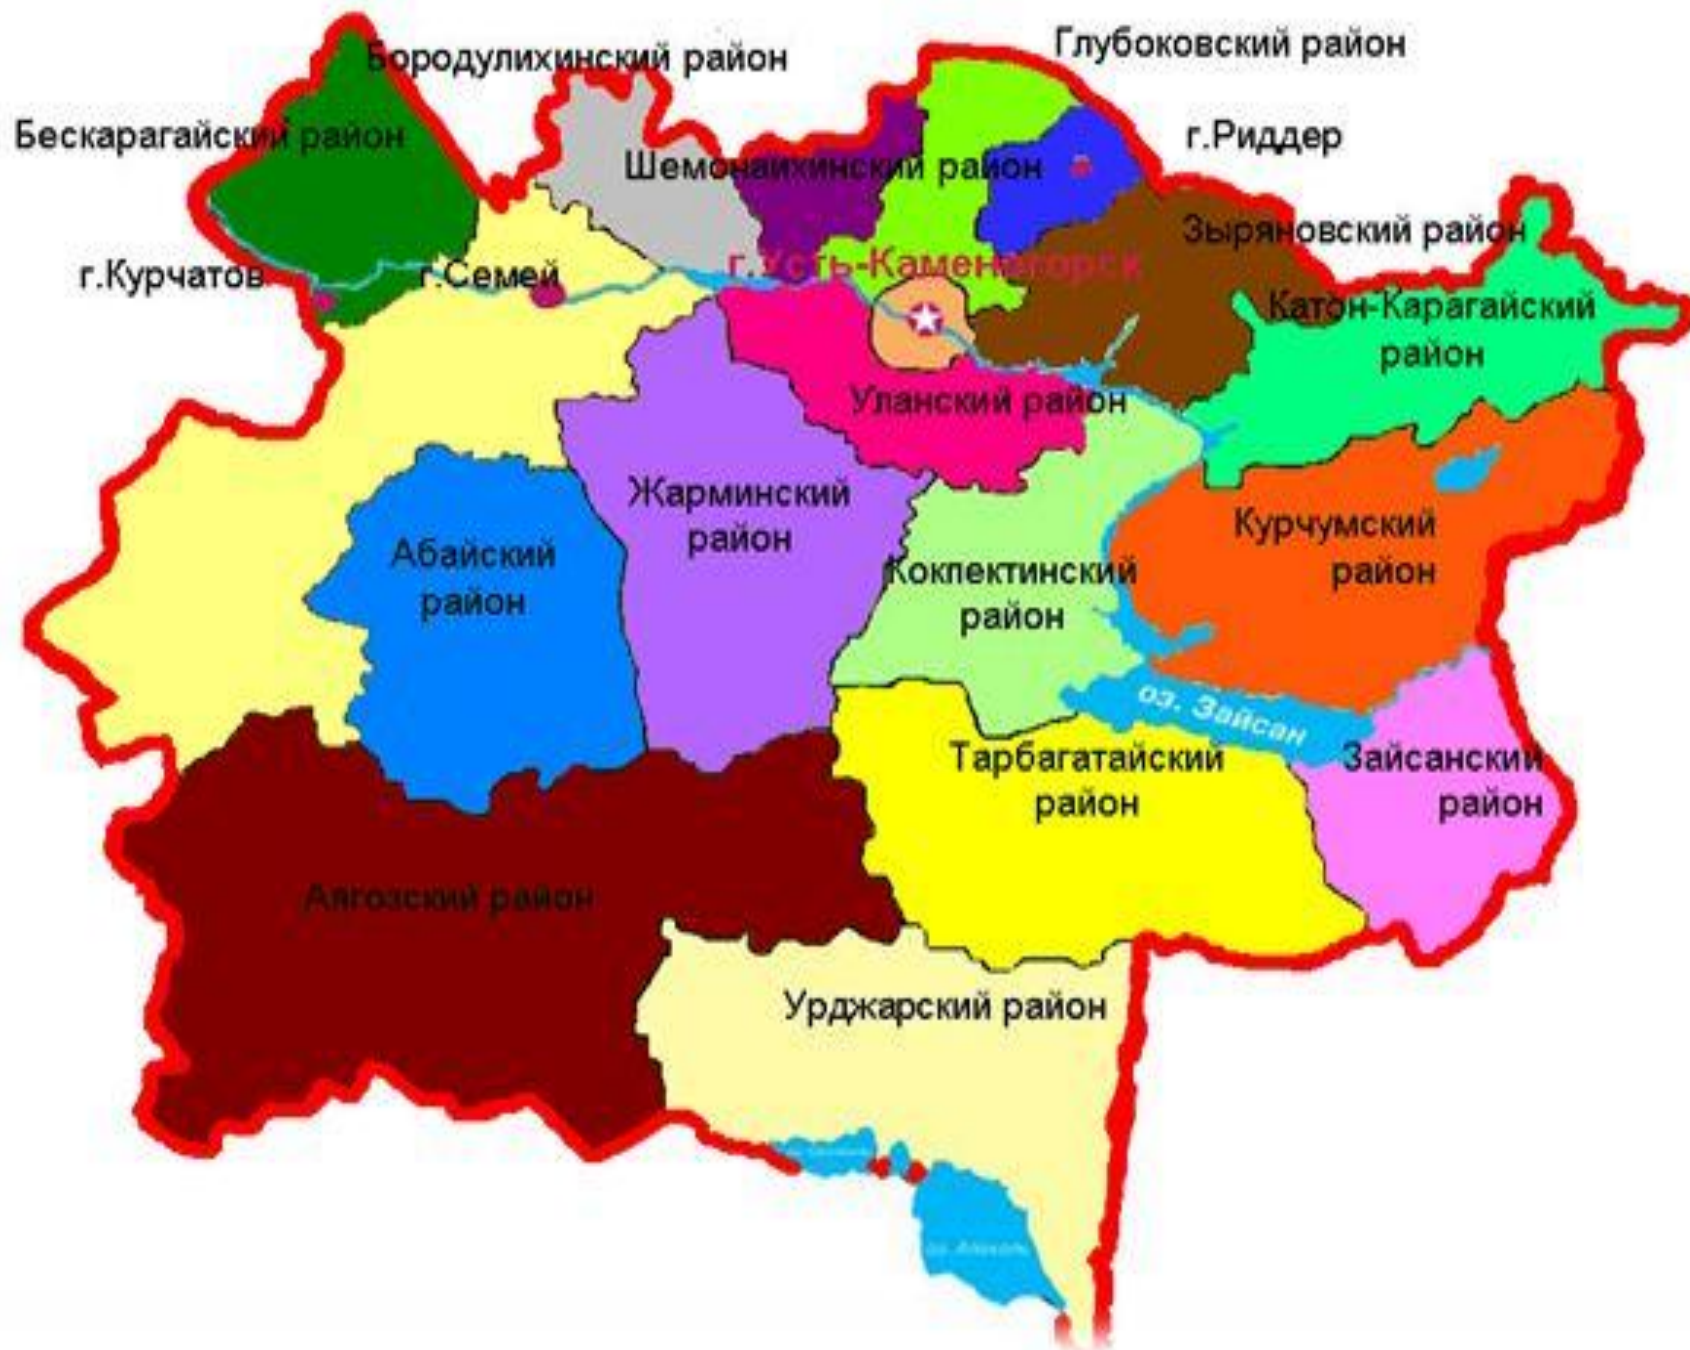 Глубоковский район
Бородулихинский район
Бескарагайский район
г.Риддер
Шемонаихинский район
Зыряновский район
г.Усть-Каменогорск
г.Курчатов
г.Семей
Катон-Карагайский
район
Уланский район
Жарминский
район
Курчумский
район
Абайский
район
Кокпектинский
район
оз. Зайсан
Тарбагатайский
район
Зайсанский
район
Аягозский район
Урджарский район
оз. Алаколь